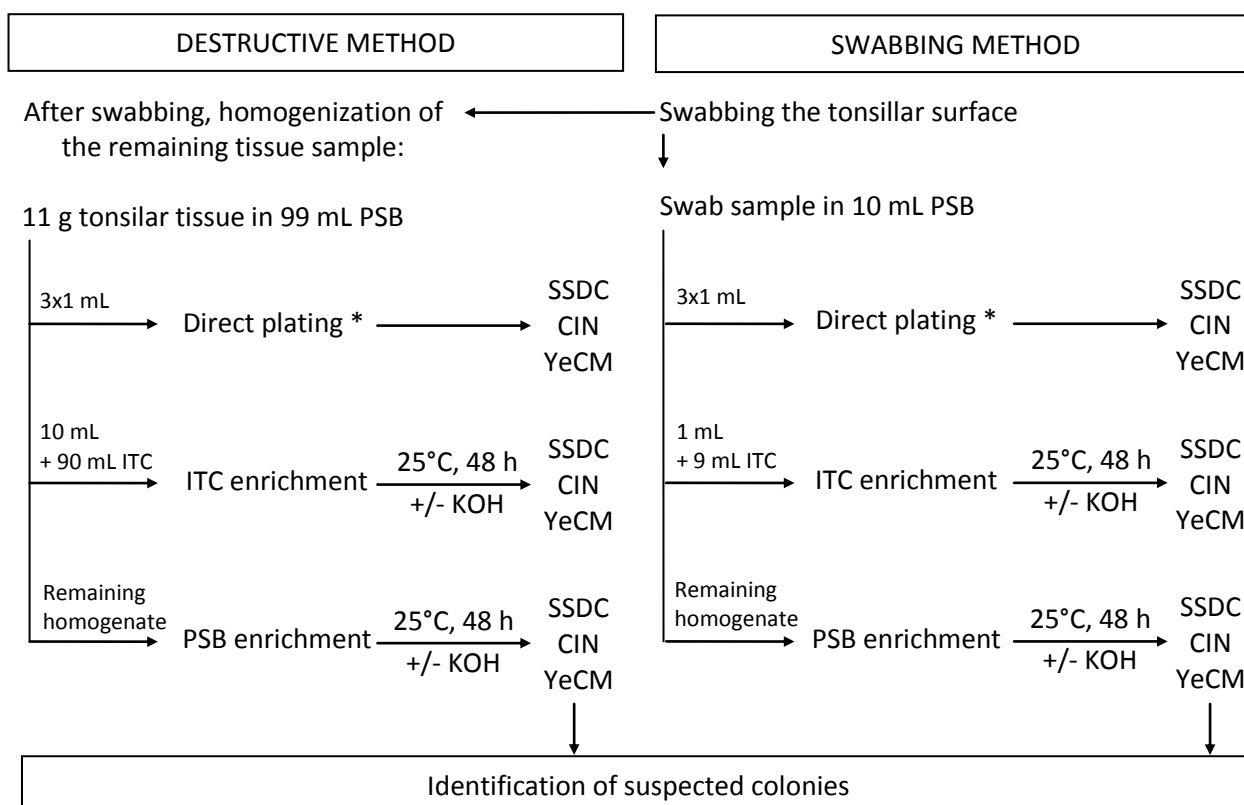 DESTRUCTIVE METHOD
SWABBING METHOD
After swabbing, homogenization of
the remaining tissue sample:
Swabbing the tonsillar surface
11 g tonsilar tissue in 99 mL PSB
3x1 mL
Direct plating *
SSDC
CIN
YeCM
10 mL
+ 90 mL ITC
ITC enrichment
25°C, 48 h
+/- KOH
SSDC
CIN
YeCM
Remaining
homogenate
PSB enrichment
25°C, 48 h
+/- KOH
SSDC
CIN
YeCM
Swab sample in 10 mL PSB
3x1 mL
Direct plating *
SSDC
CIN
YeCM
1 mL
+ 9 mL ITC
ITC enrichment
25°C, 48 h
+/- KOH
SSDC
CIN
YeCM
Remaining
homogenate
PSB enrichment
25°C, 48 h
+/- KOH
SSDC
CIN
YeCM
Identification of suspected colonies